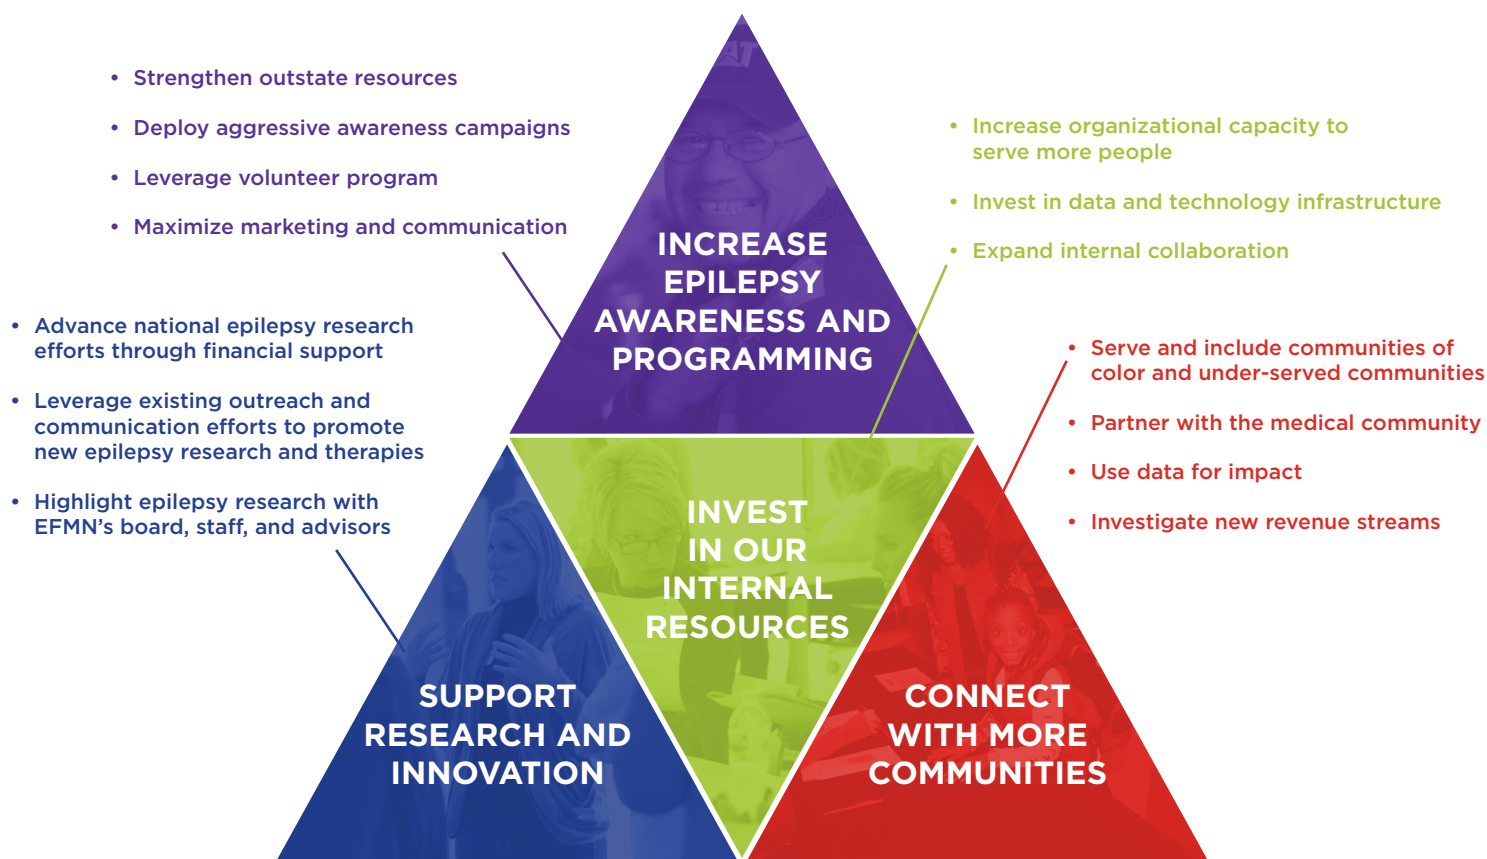 • Strengthen outstate resources
• Deploy aggressive awareness campaigns
• Leverage volunteer program
• Maximize marketing and communication
• Increase organizational capacity to
serve more people
• Invest in data and technology infrastructure
• Expand internal collaboration
INCREASE
EPILEPSY
AWARENESS AND
PROGRAMMING
• Advance national epilepsy research
efforts through financial support
• Leverage existing outreach and
communication efforts to promote
new epilepsy research and therapies
• Highlight epilepsy research with
EFMN’s board, staff, and advisors
• Serve and include communities of
color and under-served communities
• Partner with the medical community
• Use data for impact
• Investigate new revenue streams
INVEST
IN OUR
INTERNAL
RESOURCES
SUPPORT
RESEARCH AND
INNOVATION
CONNECT
WITH MORE
COMMUNITIES